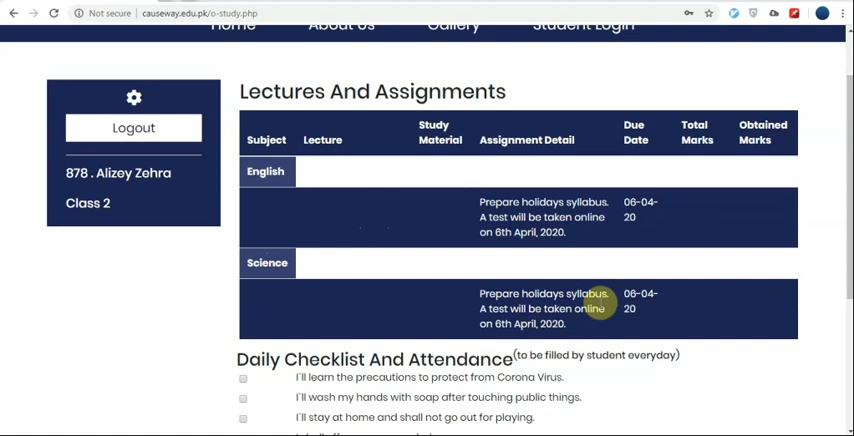 Not secure | causeway.edu.pk/o-study.php
Home About Us Gallery Student Login
Logout
878 . Alizey Zehra
Class 2
Lectures And Assignments
Subject Lecture Study Material Assignment Detail Due Date Total Marks Obtained Marks
English
Prepare holidays syllabus. 06-04-
A test will be taken online 20
on 6th April, 2020.
Science
Prepare holidays syllabus. 06-04-
A test will be taken online 20
on 6th April, 2020.
Daily Checklist And Attendance(to be filled by student everyday)
I`ll learn the precautions to protect from Corona Virus.
I`ll wash my hands with soap after touching public things.
I`ll stay at home and shall not go out for playing.